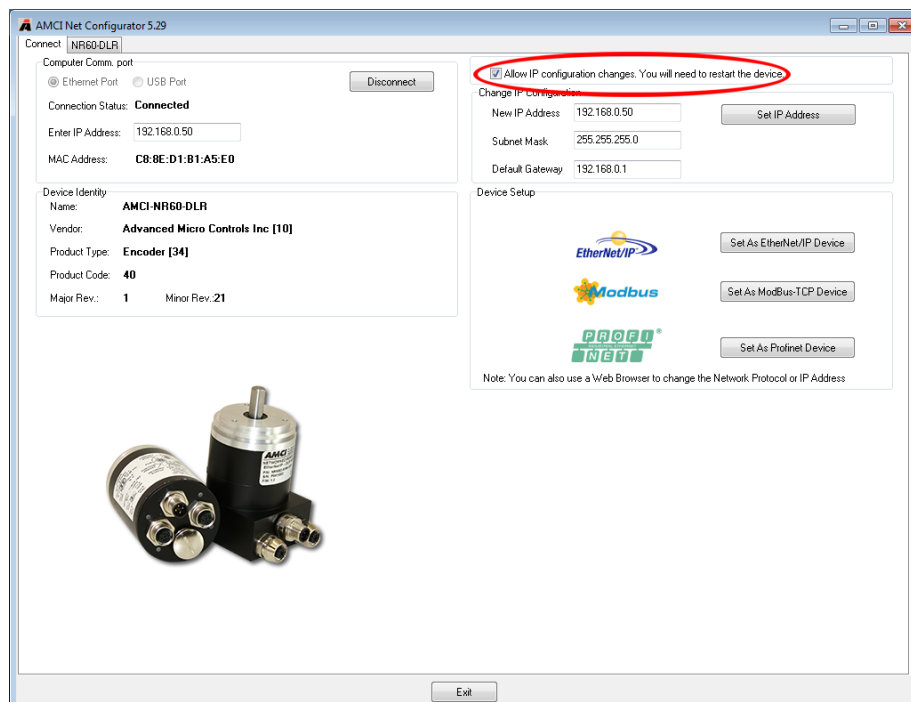 AMCI Net Configurator 5.29
Connect NR60-DLR
Computer Comm. port
Ethernet Port USB Port Disconnect
Connection Status: Connected
Enter IP Address: 192.168.0.50
MAC Address: C8:8E:D1:B1:A5:E0
Allow IP configuration changes. You will need to restart the device.
Change IP Configuration
New IP Address 192.168.0.50 Set IP Address
Subnet Mask 255.255.255.0
Default Gateway 192.168.0.1
Device Identity
Name: AMCI-NR60-DLR
Vendor: Advanced Micro Controls Inc [10]
Product Type: Encoder [34]
Product Code: 40
Major Rev.: 1 Minor Rev.:21
Device Setup
EtherNet/IP Set As EtherNet/IP Device
Modbus Set As ModBus-TCP Device
PROFI
NET Set As Profinet Device
Note: You can also use a Web Browser to change the Network Protocol or IP Address
AMCI
Exit